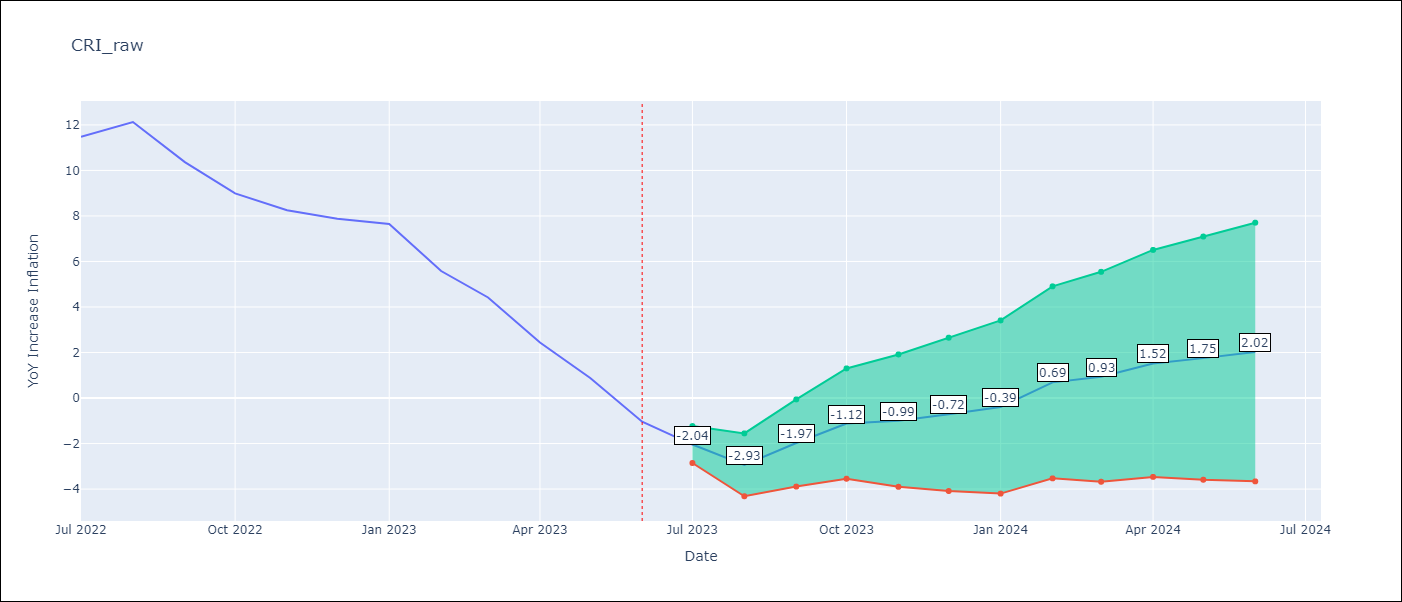 CRI_raw
YoY Increase Inflation
12
10
8
6
4
2
0
−2
−4
-2.04
-2.93
-1.97
-1.12
-0.99
-0.72
-0.39
0.69
0.93
1.52
1.75
2.02
Jul 2022
Oct 2022
Jan 2023
Apr 2023
Jul 2023
Oct 2023
Jan 2024
Apr 2024
Jul 2024
Date